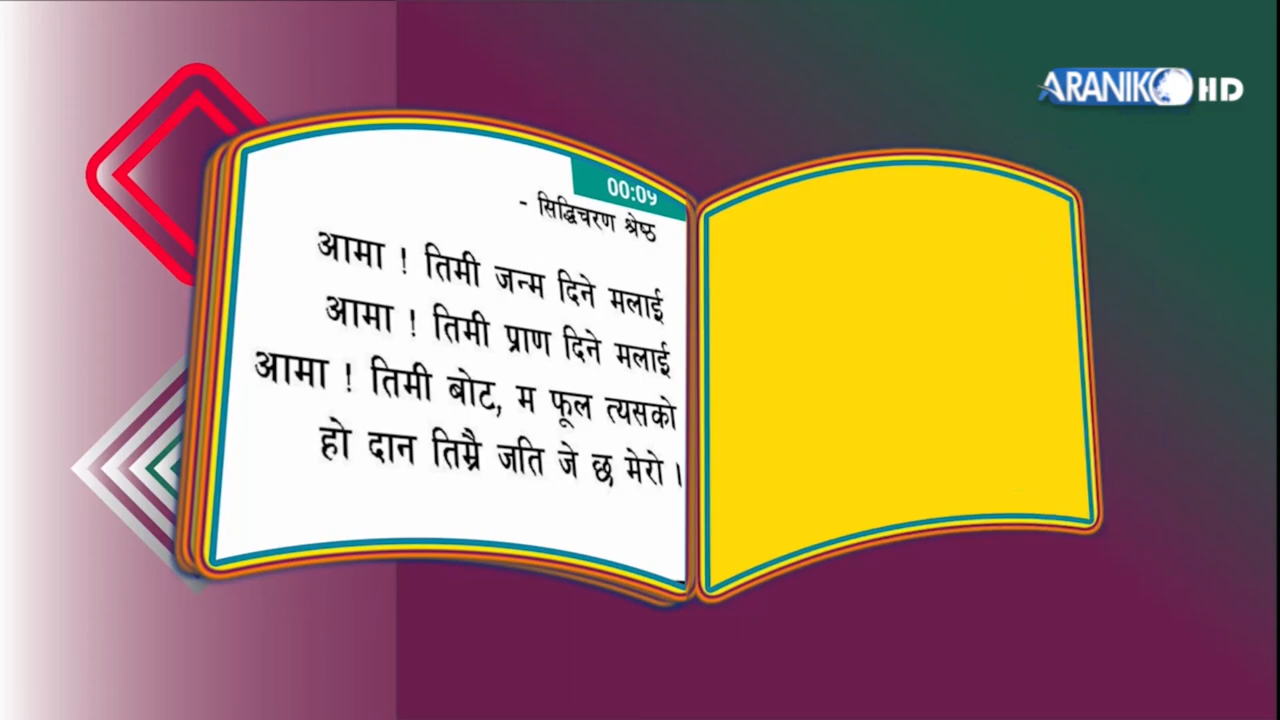 ARANIKO HD
00:09
- सिद्धिचरण श्रेष्ठ
आमा ! तिमी जन्म दिने मलाई
आमा ! तिमी प्राण दिने मलाई
आमा ! तिमी बोट, म फूल त्यसको
हो दान तिम्रै जति जे छ मेरो ।